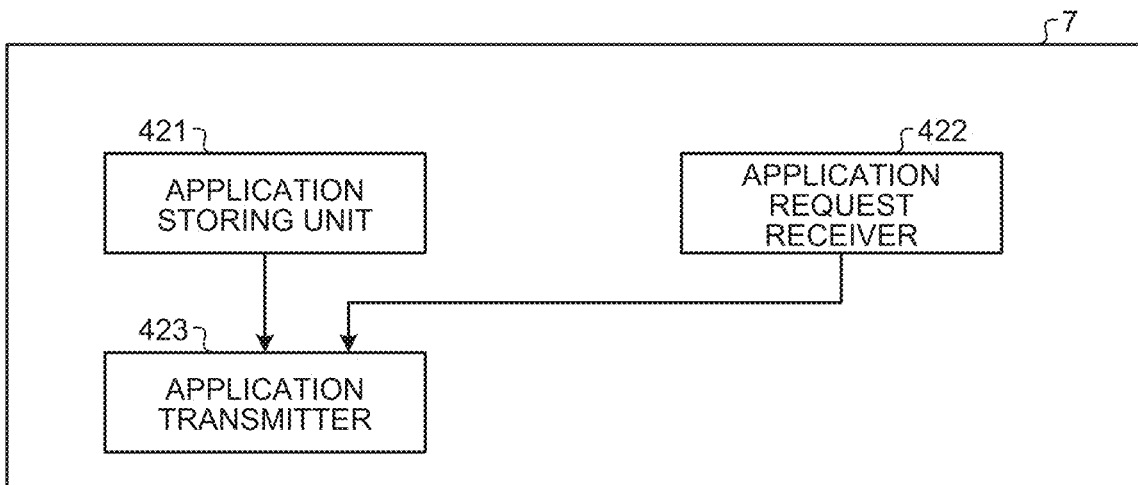 7
421
APPLICATION
STORING UNIT
422
APPLICATION
REQUEST
RECEIVER
423
APPLICATION
TRANSMITTER